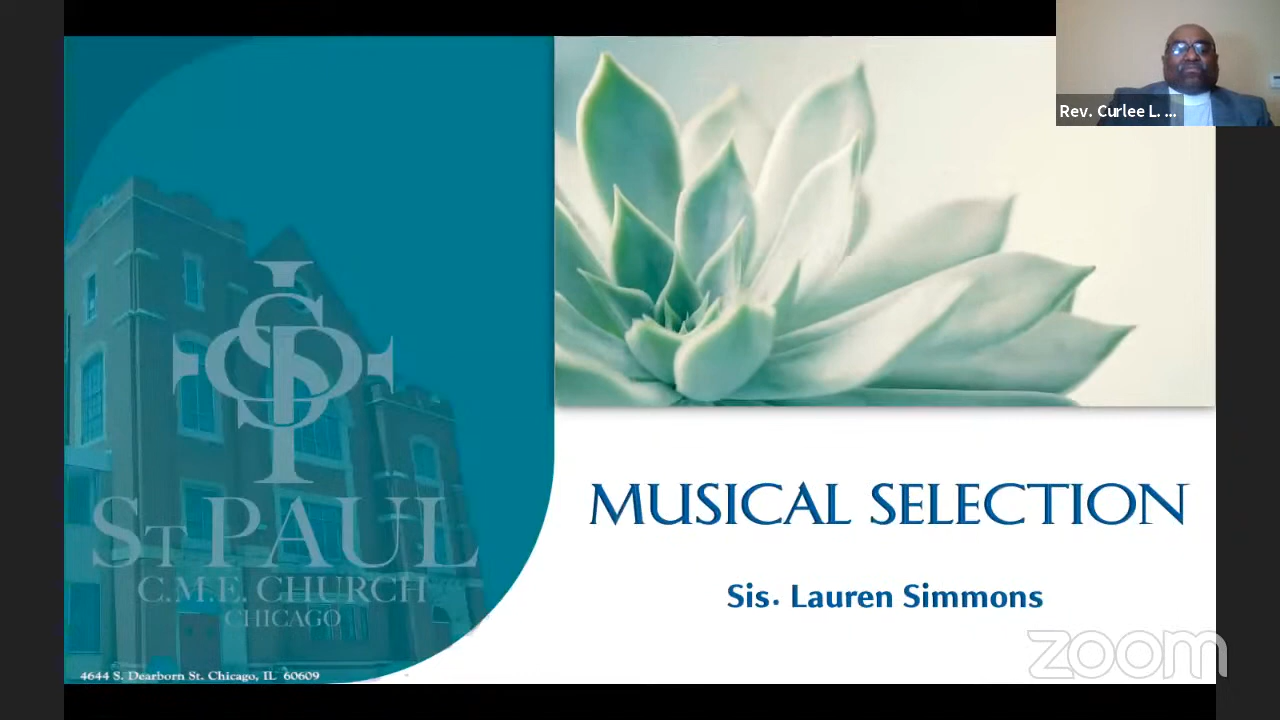 Rev. Curlee L. ...
ST PAUL
C.M.E. CHURCH
CHICAGO
4644 S. Dearborn St. Chicago, IL 60609
MUSICAL SELECTION
Sis. Lauren Simmons
zoom